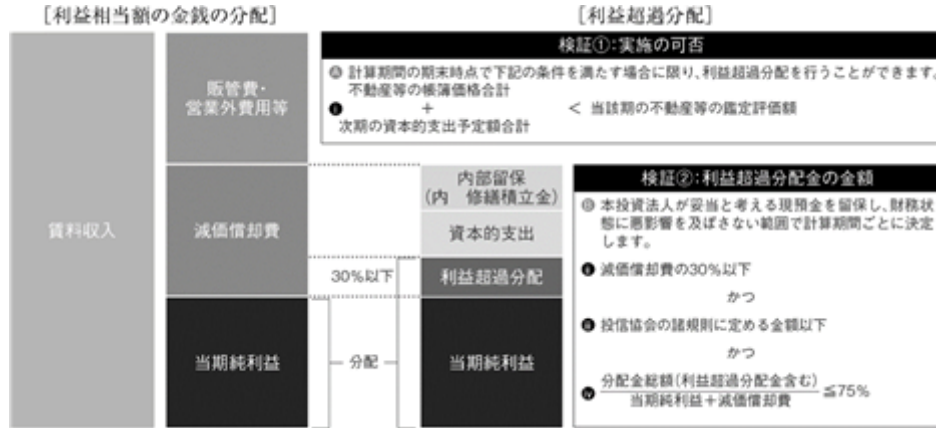 ［利益相当額の金銭の分配］
［利益超過分配］
検証①：実施の可否
Ⓐ 計算期間の期末時点で下記の条件を満たす場合に限り、利益超過分配を行うことができます。
不動産等の帳簿価格合計
❶ ＋ ＜ 当該期の不動産等の鑑定評価額
次期の資本的支出予定額合計
賃料収入
販管費・
営業外費用等
減価償却費
当期純利益
30%以下
分配
内部留保
(内 修繕積立金)
資本的支出
利益超過分配
当期純利益
検証②：利益超過分配金の金額
Ⓑ 本投資法人が妥当と考える現預金を留保し、財務状
態に悪影響を及ぼさない範囲で計算期間ごとに決定
します。
減価償却費の30%以下
かつ
投信協会の諸規則に定める金額以下
かつ
分配金総額(利益超過分配金含む)
当期純利益＋減価償却費
≦75%